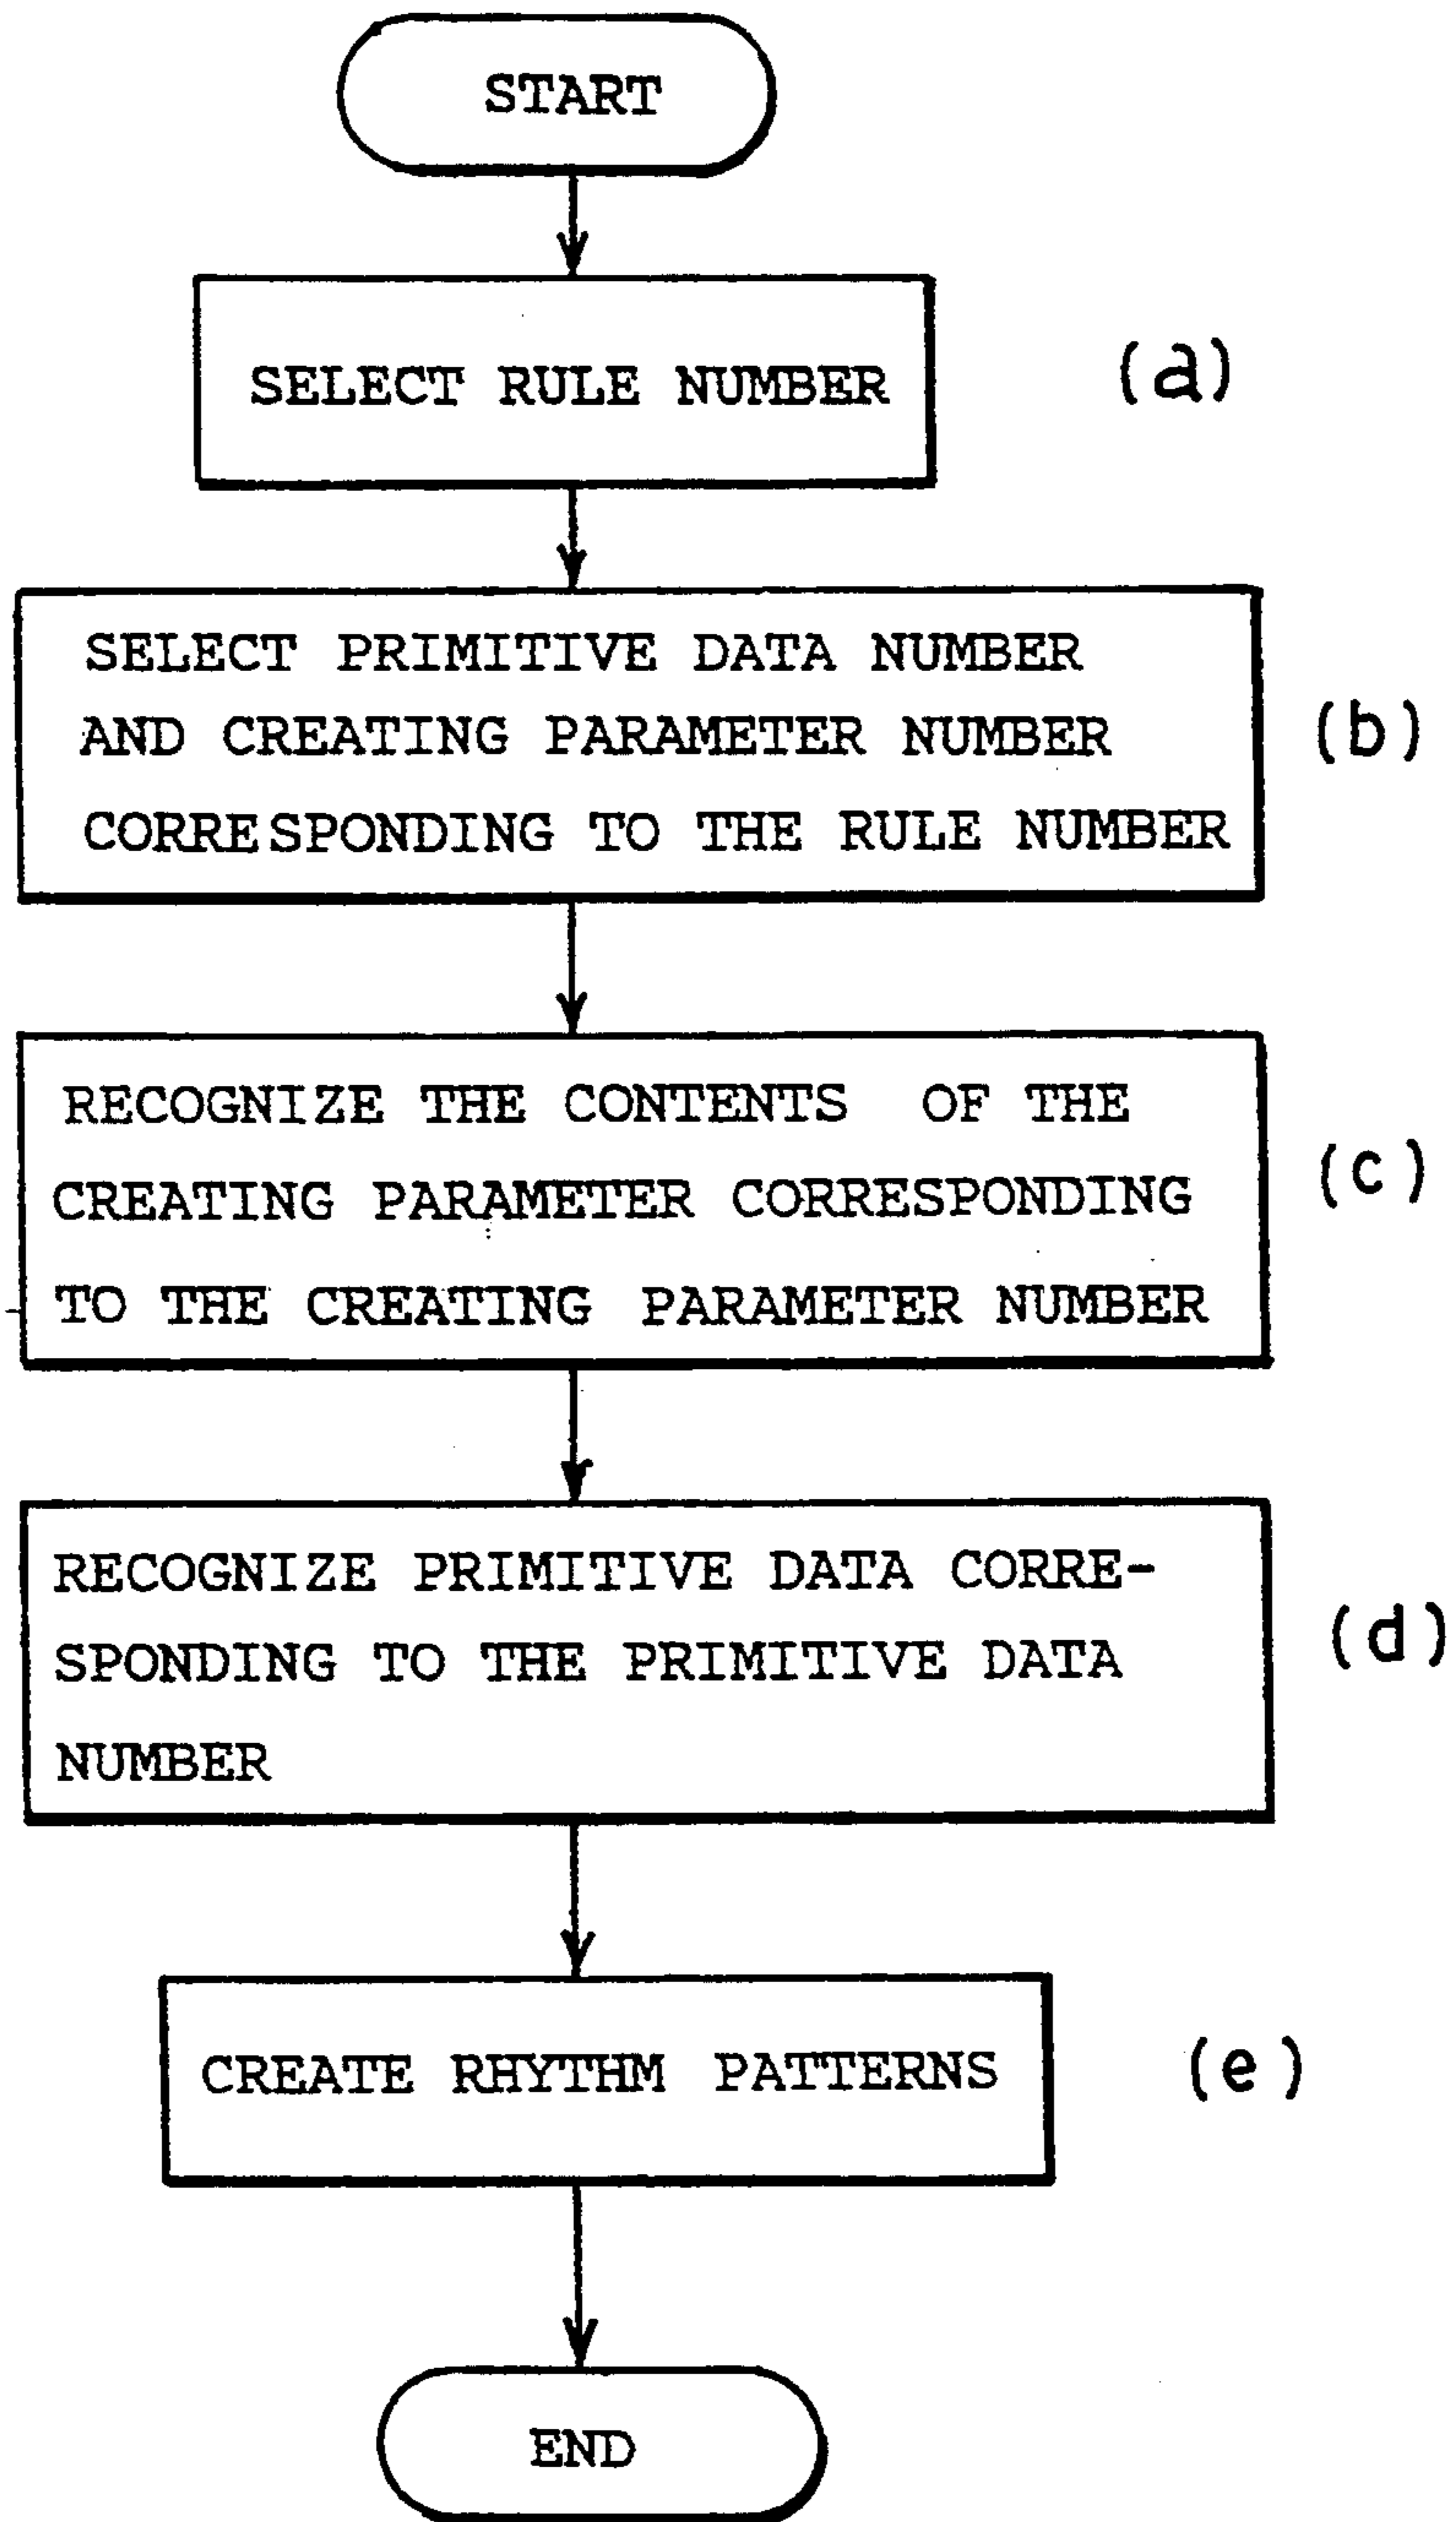 START
SELECT RULE NUMBER
(a)
SELECT PRIMITIVE DATA NUMBER
AND CREATING PARAMETER NUMBER
CORRESPONDING TO THE RULE NUMBER
(b)
RECOGNIZE THE CONTENTS OF THE
CREATING PARAMETER CORRESPONDING
TO THE CREATING PARAMETER NUMBER
(c)
RECOGNIZE PRIMITIVE DATA CORRE-
SPONDING TO THE PRIMITIVE DATA
NUMBER
(d)
CREATE RHYTHM PATTERNS
(e)
END